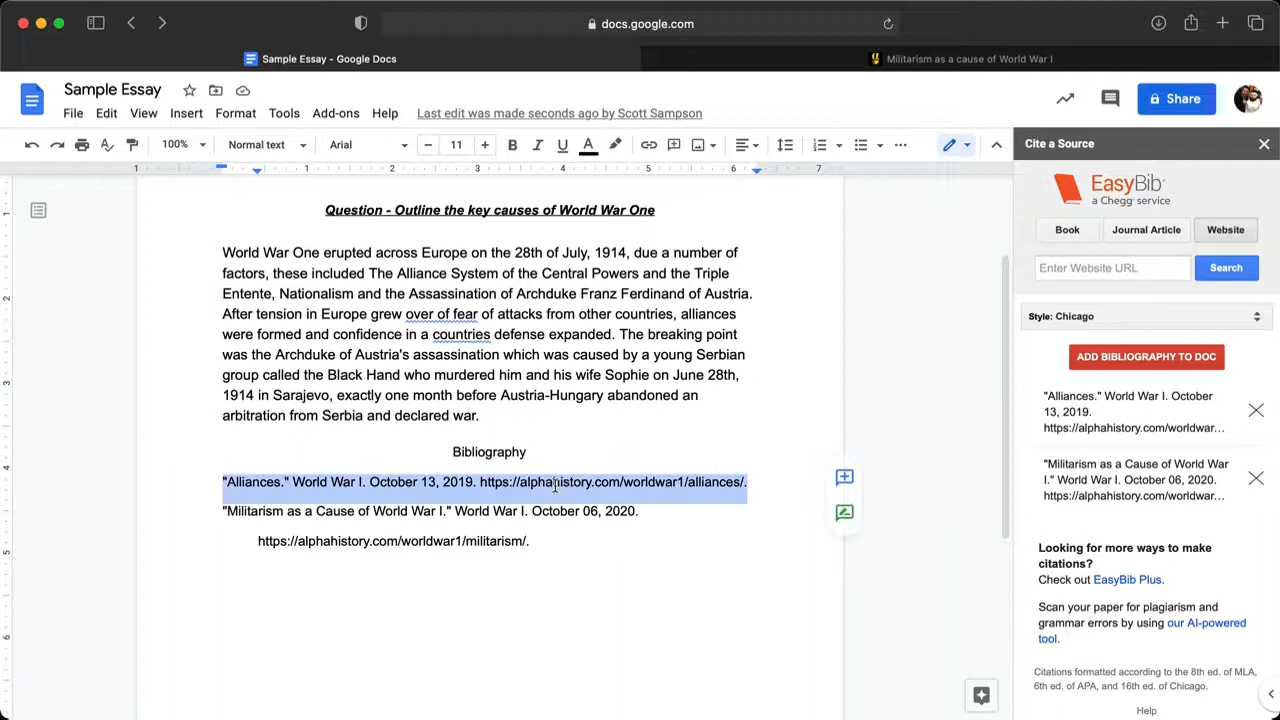 docs.google.com
Sample Essay - Google Docs
Militarism as a cause of World War I
Sample Essay
File Edit View Insert Format Tools Add-ons Help Last edit was made seconds ago by Scott Sampson
Share
100% Normal text Arial 11 B I U A
Cite a Source
1 1 2 3 4 5 6 7
EasyBib
a Chegg service
Book Journal Article Website
Enter Website URL Search
Style: Chicago
ADD BIBLIOGRAPHY TO DOC
"Alliances." World War I. October
13, 2019.
https://alphahistory.com/worldwar...
"Militarism as a Cause of World War
I." World War I. October 06, 2020.
https://alphahistory.com/worldwar...
Looking for more ways to make
citations?
Check out EasyBib Plus.
Scan your paper for plagiarism and
grammar errors by using our AI-powered
tool.
Citations formatted according to the 8th ed. of MLA,
6th ed. of APA, and 16th ed. of Chicago.
Help
Question - Outline the key causes of World War One
World War One erupted across Europe on the 28th of July, 1914, due a number of
factors, these included The Alliance System of the Central Powers and the Triple
Entente, Nationalism and the Assassination of Archduke Franz Ferdinand of Austria.
After tension in Europe grew over of fear of attacks from other countries, alliances
were formed and confidence in a countries defense expanded. The breaking point
was the Archduke of Austria's assassination which was caused by a young Serbian
group called the Black Hand who murdered him and his wife Sophie on June 28th,
1914 in Sarajevo, exactly one month before Austria-Hungary abandoned an
arbitration from Serbia and declared war.
Bibliography
"Alliances." World War I. October 13, 2019. https://alphahistory.com/worldwar1/alliances/.
"Militarism as a Cause of World War I." World War I. October 06, 2020.
https://alphahistory.com/worldwar1/militarism/.
1
2
3
4
5
6